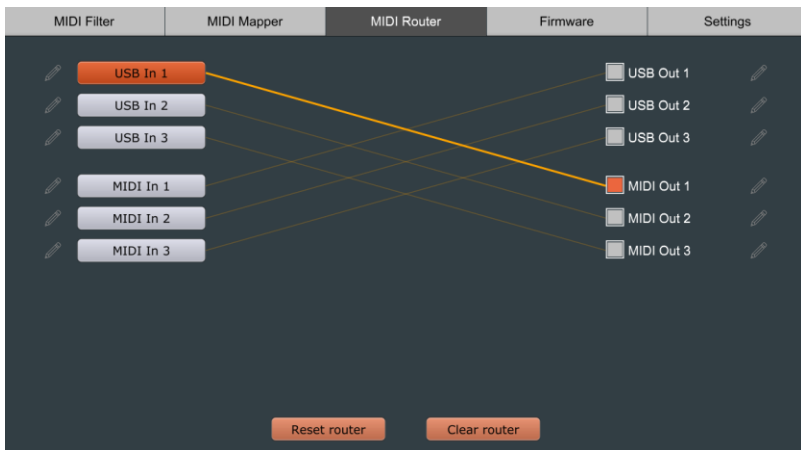 MIDI Filter MIDI Mapper MIDI Router Firmware Settings
USB In 1 USB Out 1
USB In 2 USB Out 2
USB In 3 USB Out 3
MIDI In 1 MIDI Out 1
MIDI In 2 MIDI Out 2
MIDI In 3 MIDI Out 3
Reset router Clear router